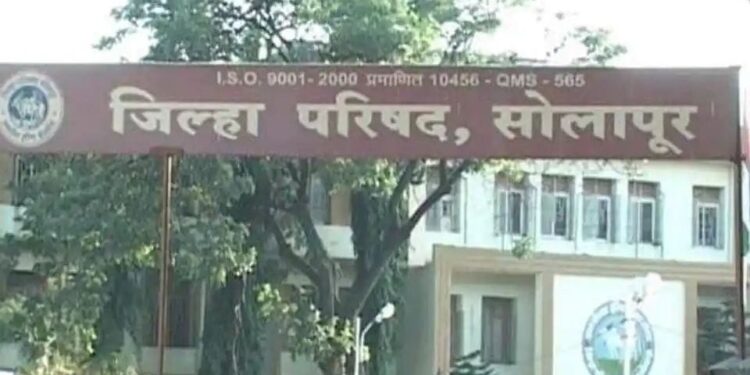 I.S.O. 9001- 2000 प्रमाणित 10456 - QMS - 565
जिल्हा परिषद, सोलापूर